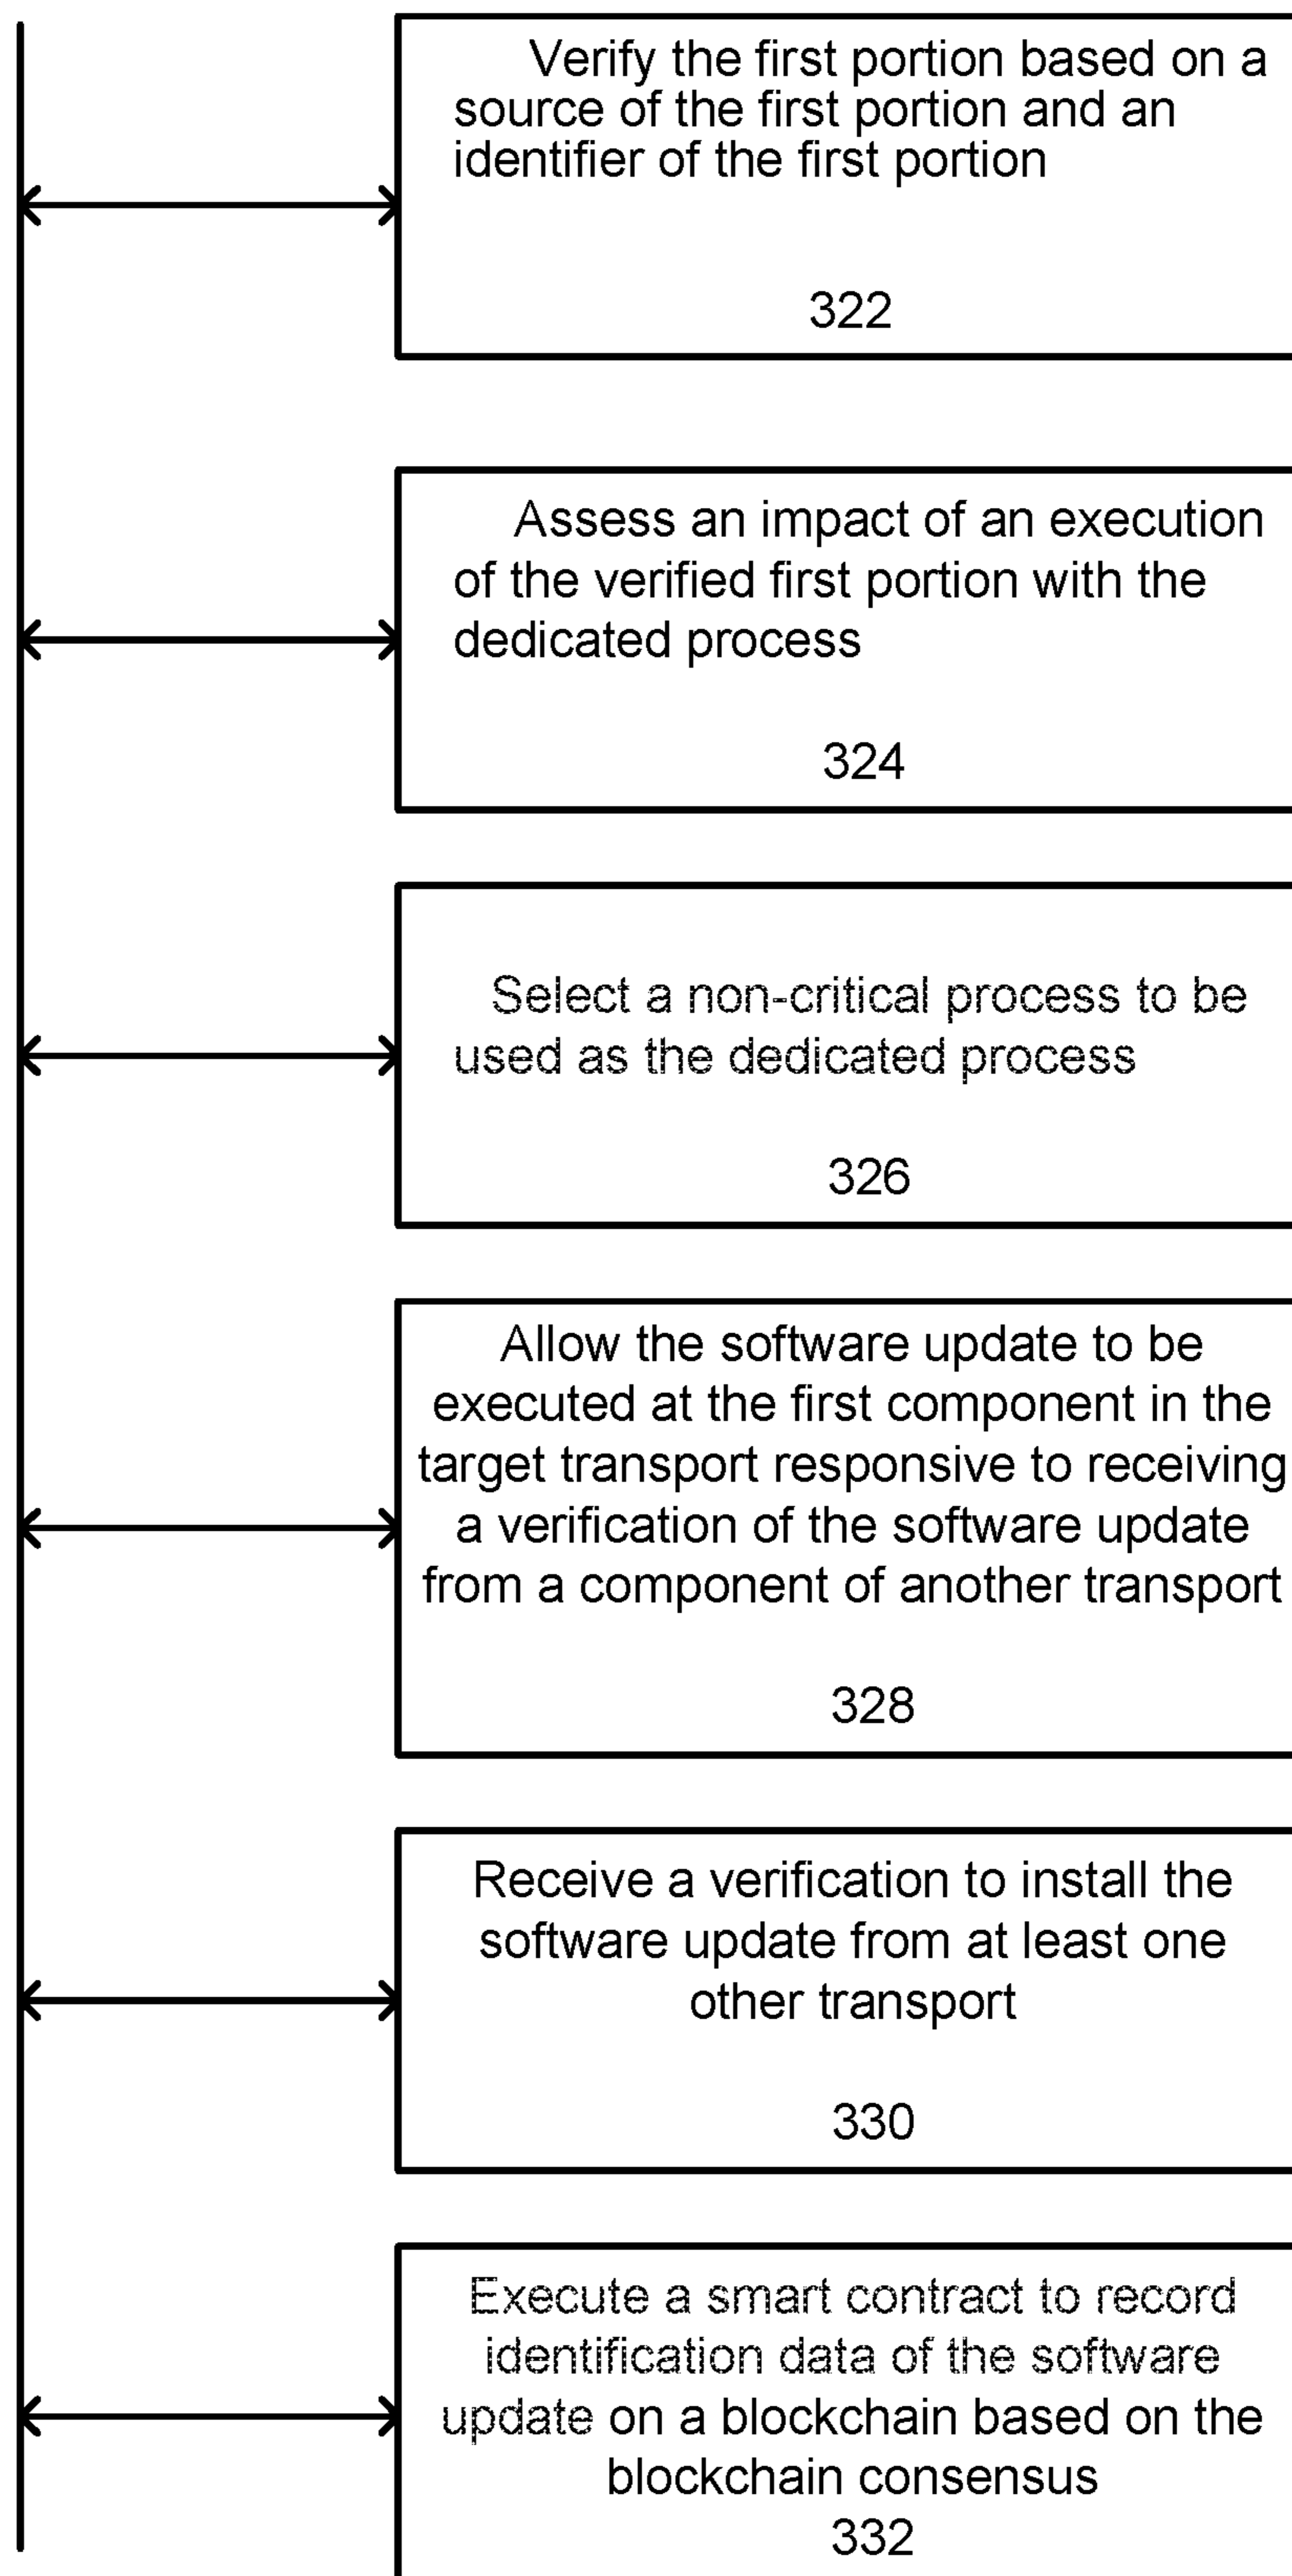 Verify the first portion based on a
source of the first portion and an
identifier of the first portion
322
Assess an impact of an execution
of the verified first portion with the
dedicated process
324
Select a non-critical process to be
used as the dedicated process
326
Allow the software update to be
executed at the first component in the
target transport responsive to receiving
a verification of the software update
from a component of another transport
328
Receive a verification to install the
software update from at least one
other transport
330
Execute a smart contract to record
identification data of the software
update on a blockchain based on the
blockchain consensus
332